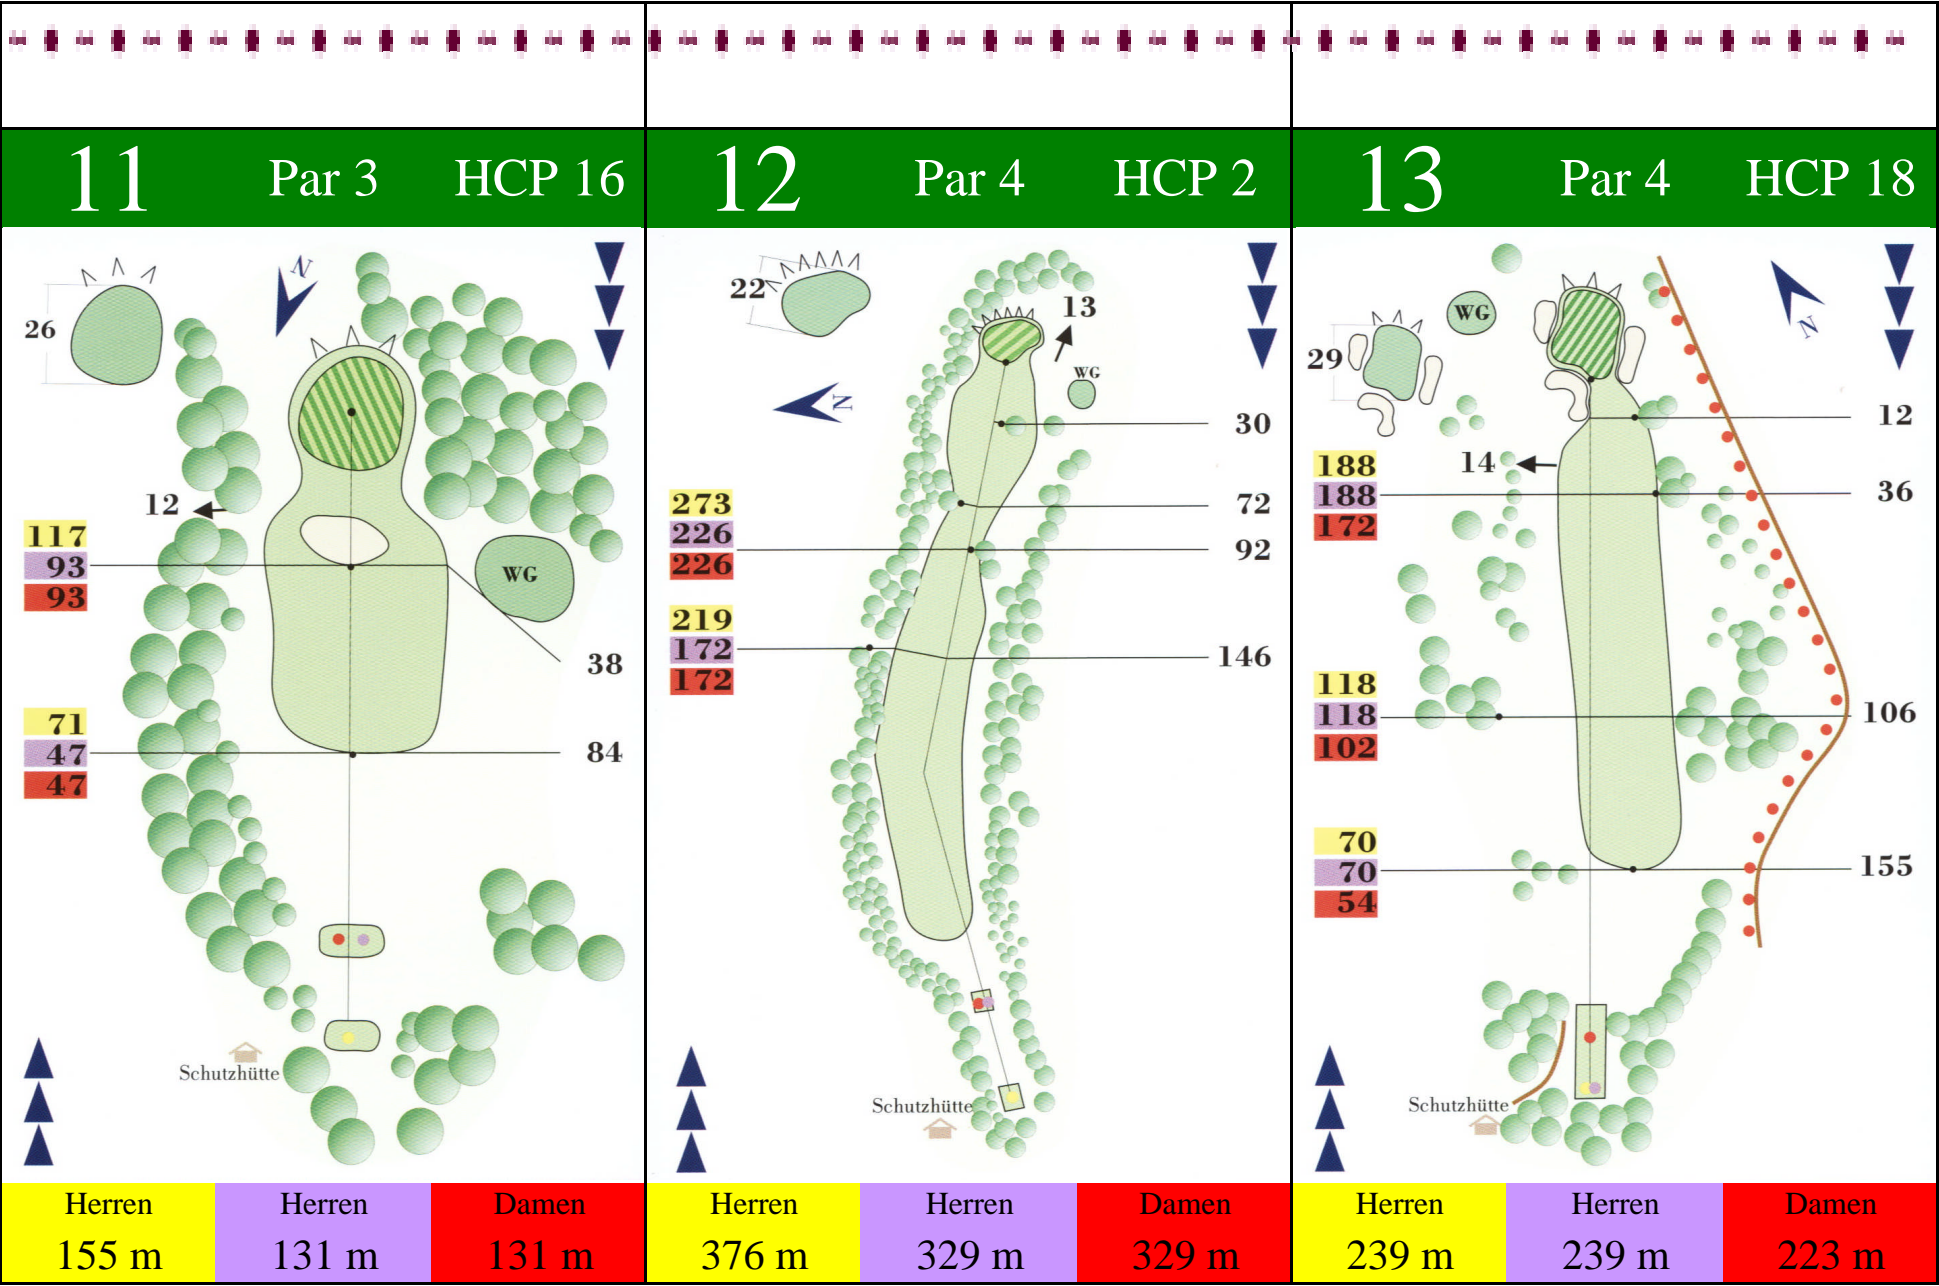 11 Par 3 HCP 16
N
26
12
117
93
93
WG
38
71
47
47
84
Schutzhütte
Herren Herren Damen
155 m 131 m 131 m
12 Par 4 HCP 2
22
13
WG
N
30
273
226
226
72
92
219
172
172
146
Schutzhütte
Herren Herren Damen
376 m 329 m 329 m
13 Par 4 HCP 18
N
WG
29
12
14
188
188
172
36
118
118
102
106
70
70
54
155
Schutzhütte
Herren Herren Damen
239 m 239 m 223 m